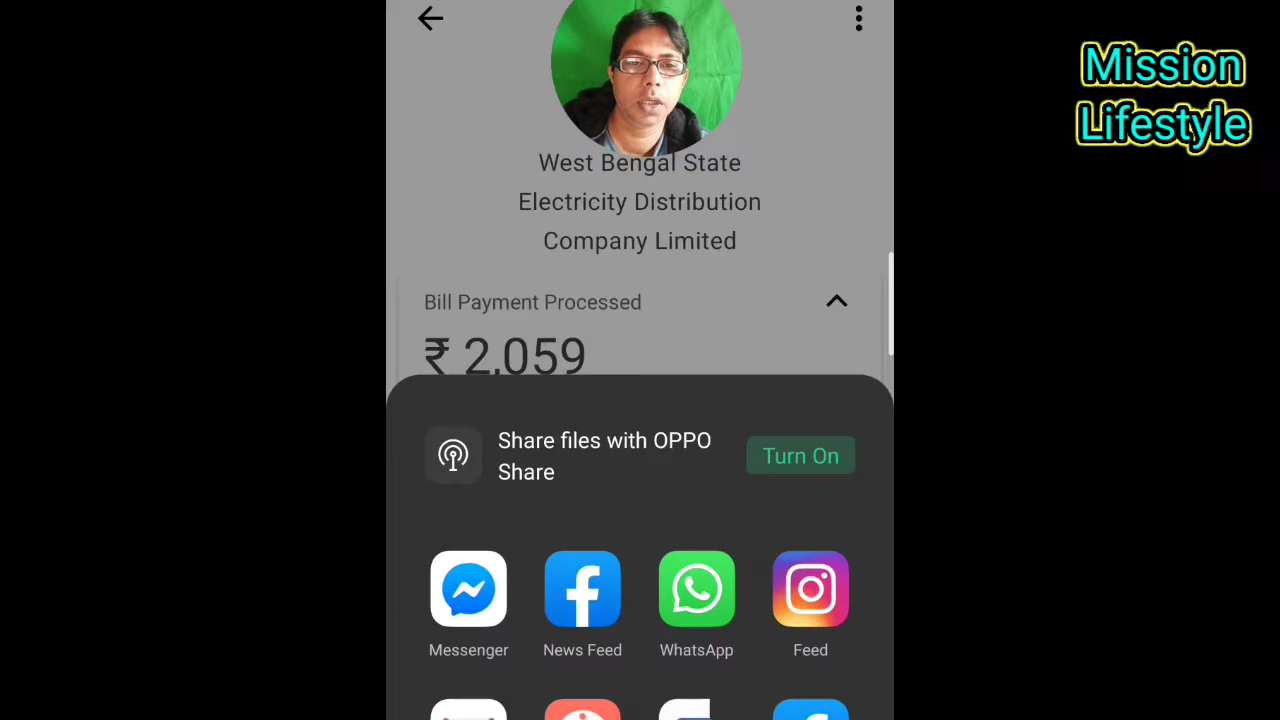 Mission
Lifestyle
West Bengal State
Electricity Distribution
Company Limited
Bill Payment Processed
₹ 2,059
Share files with OPPO
Share
Turn On
Messenger
News Feed
WhatsApp
Feed